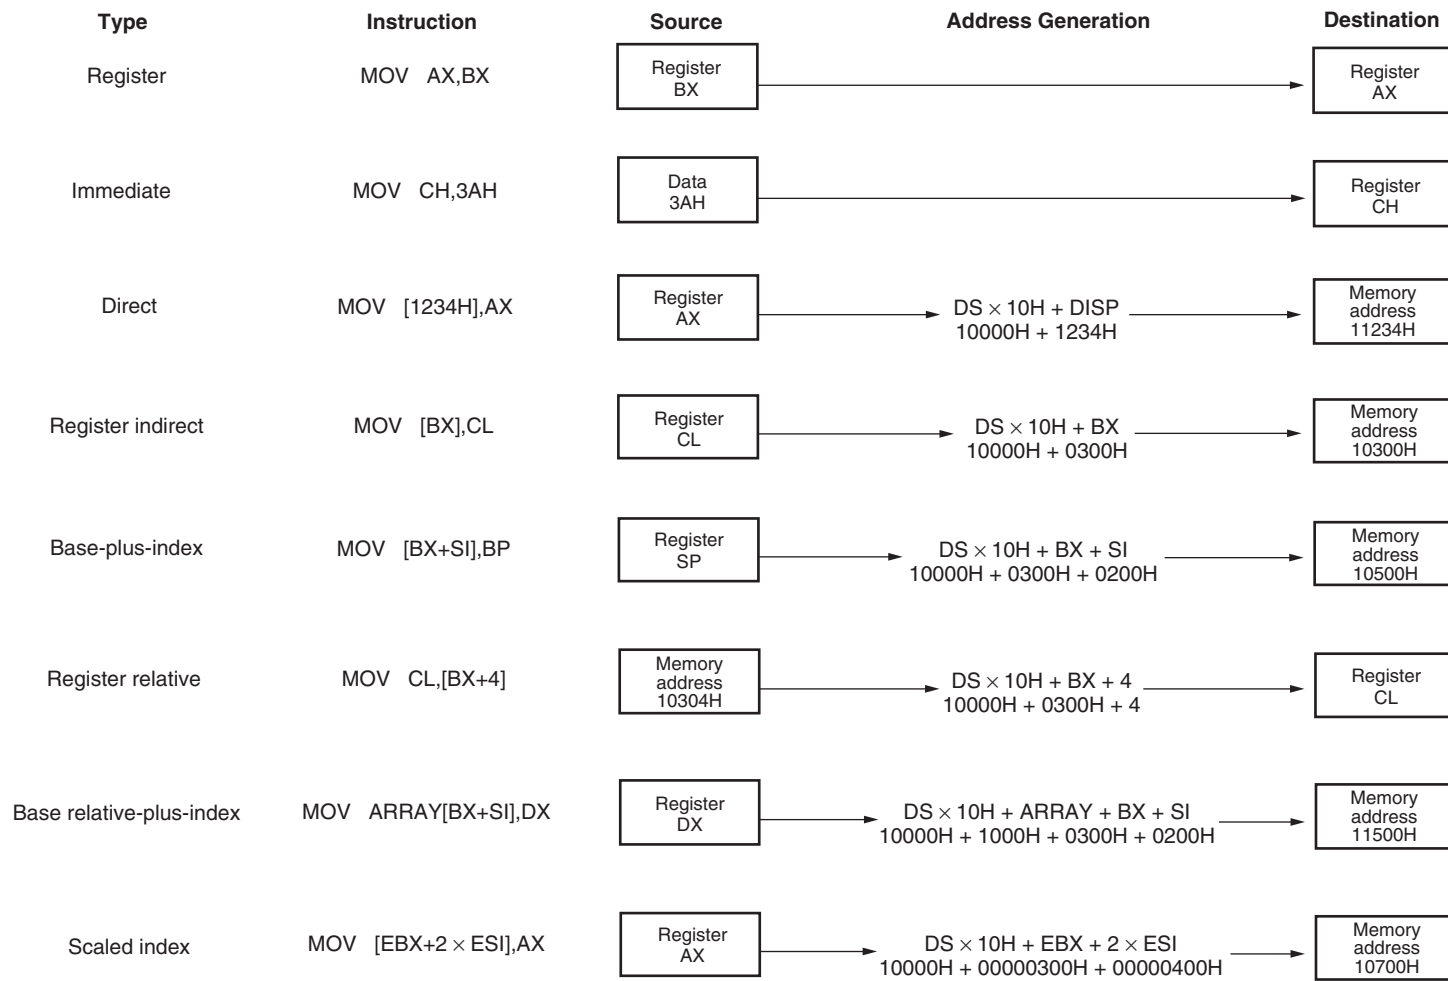 Type Instruction Source Address Generation Destination
Register MOV AX,BX
Register
BX
Register
AX
Immediate MOV CH,3AH
Data
3AH
Register
CH
Direct MOV [1234H],AX
Register
AX
DS × 10H + DISP
10000H + 1234H
Memory
address
11234H
Register indirect MOV [BX],CL
Register
CL
DS × 10H + BX
10000H + 0300H
Memory
address
10300H
Base-plus-index MOV [BX+SI],BP
Register
SP
DS × 10H + BX + SI
10000H + 0300H + 0200H
Memory
address
10500H
Register relative MOV CL,[BX+4]
Memory
address
10304H
DS × 10H + BX + 4
10000H + 0300H + 4
Register
CL
Base relative-plus-index MOV ARRAY[BX+SI],DX
Register
DX
DS × 10H + ARRAY + BX + SI
10000H + 1000H + 0300H + 0200H
Memory
address
11500H
Scaled index MOV [EBX+2 × ESI],AX
Register
AX
DS × 10H + EBX + 2 × ESI
10000H + 00000300H + 00000400H
Memory
address
10700H